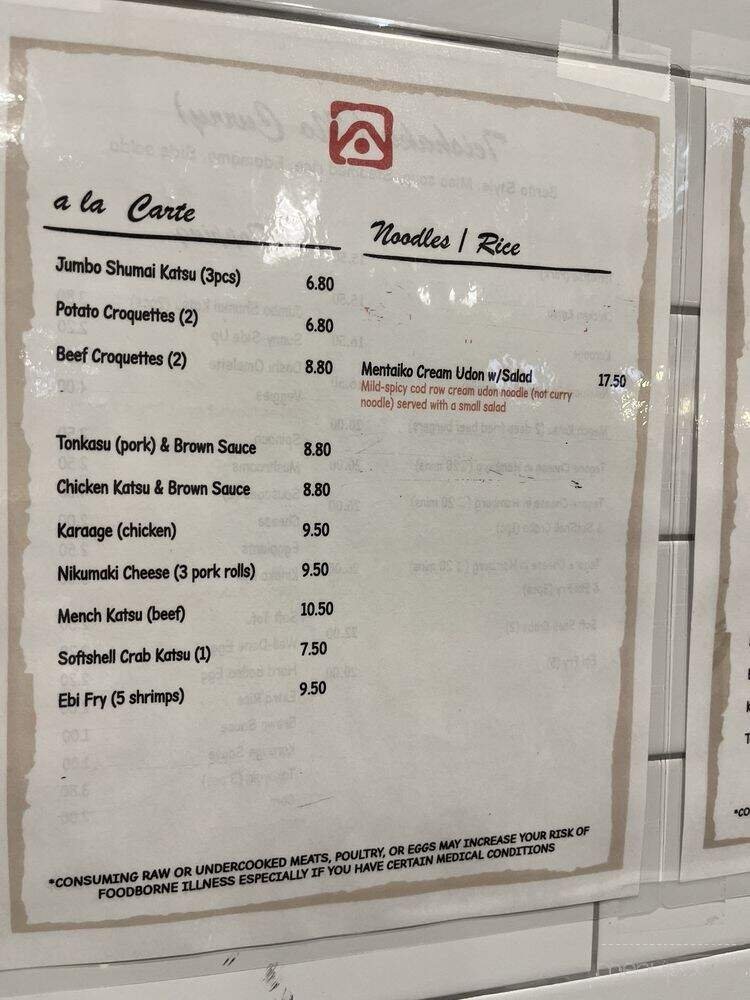 a la Carte
Jumbo Shumai Katsu (3pcs) 6.80
Potato Croquettes (2) 6.80
Beef Croquettes (2) 8.80
Tonkasu (pork) & Brown Sauce 8.80
Chicken Katsu & Brown Sauce 8.80
Karaage (chicken) 9.50
Nikumaki Cheese (3 pork rolls) 9.50
Mench Katsu (beef) 10.50
Softshell Crab Katsu (1) 7.50
Ebi Fry (5 shrimps) 9.50
Noodles / Rice
Mentaiko Cream Udon w/Salad 17.50
Mild-spicy cod row cream udon noodle (not curry
noodle) served with a small salad
*CONSUMING RAW OR UNDERCOOKED MEATS, POULTRY, OR EGGS MAY INCREASE YOUR RISK OF
FOODBORNE ILLNESS ESPECIALLY IF YOU HAVE CERTAIN MEDICAL CONDITIONS